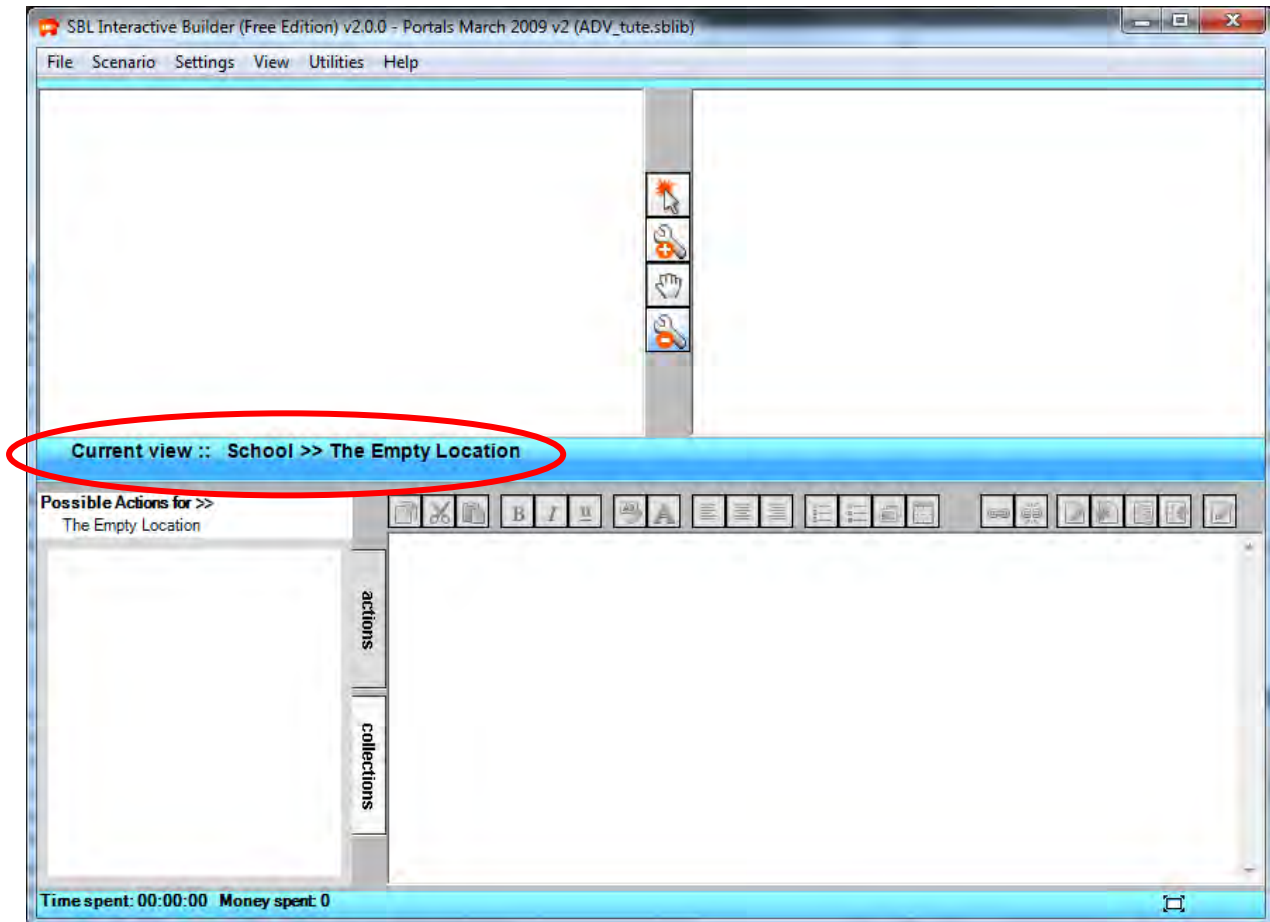 SBL Interactive Builder (Free Edition) v2.0.0 - Portals March 2009 v2 (ADV_tute.sblib)
File Scenario Settings View Utilities Help
Current view :: School >> The Empty Location
Possible Actions for >>
The Empty Location
B I U
A
actions
collections
Time spent: 00:00:00 Money spent: 0